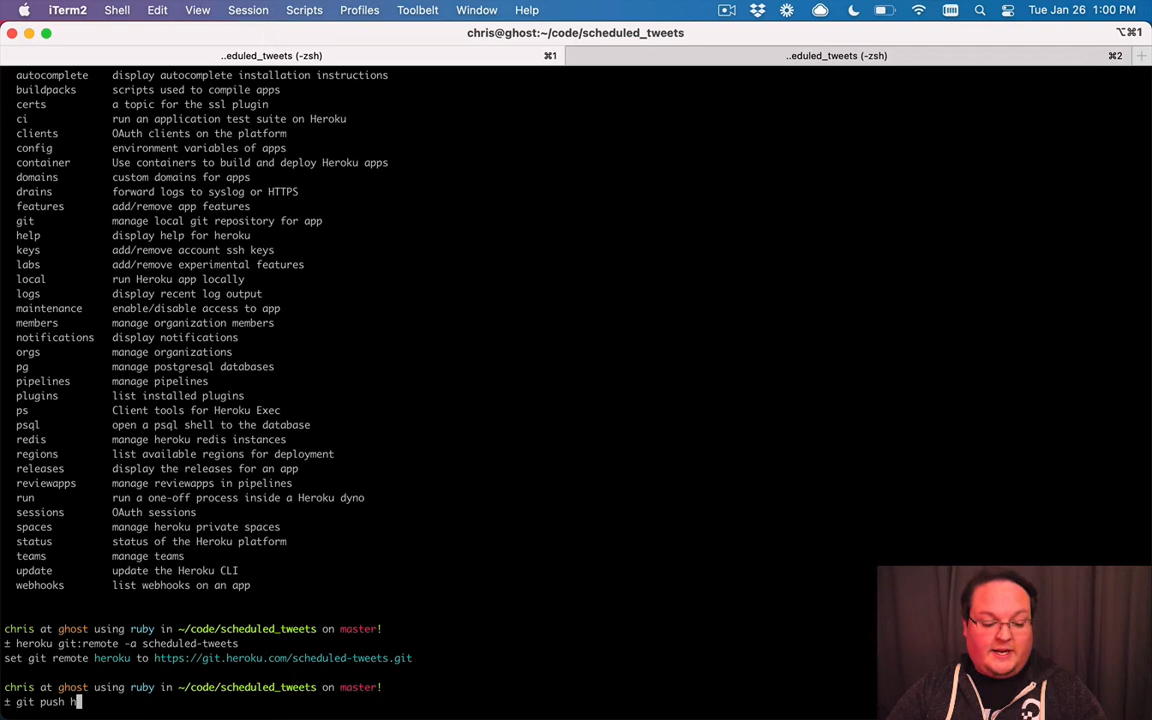 iTerm2 Shell Edit View Session Scripts Profiles Toolbelt Window Help Tue Jan 26 1:00 PM
chris@ghost:~/code/scheduled_tweets ⌥⌘1
..eduled_tweets (-zsh) ⌘1 ..eduled_tweets (-zsh) ⌘2 +
autocomplete display autocomplete installation instructions
buildpacks scripts used to compile apps
certs a topic for the ssl plugin
ci run an application test suite on Heroku
clients OAuth clients on the platform
config environment variables of apps
container Use containers to build and deploy Heroku apps
domains custom domains for apps
drains forward logs to syslog or HTTPS
features add/remove app features
git manage local git repository for app
help display help for heroku
keys add/remove account ssh keys
labs add/remove experimental features
local run Heroku app locally
logs display recent log output
maintenance enable/disable access to app
members manage organization members
notifications display notifications
orgs manage organizations
pg manage postgresql databases
pipelines manage pipelines
plugins list installed plugins
ps Client tools for Heroku Exec
psql open a psql shell to the database
redis manage heroku redis instances
regions list available regions for deployment
releases display the releases for an app
reviewapps manage reviewapps in pipelines
run run a one-off process inside a Heroku dyno
sessions OAuth sessions
spaces manage heroku private spaces
status status of the Heroku platform
teams manage teams
update update the Heroku CLI
webhooks list webhooks on an app
chris at ghost using ruby in ~/code/scheduled_tweets on master!
± heroku git:remote -a scheduled-tweets
set git remote heroku to https://git.heroku.com/scheduled-tweets.git
chris at ghost using ruby in ~/code/scheduled_tweets on master!
± git push h